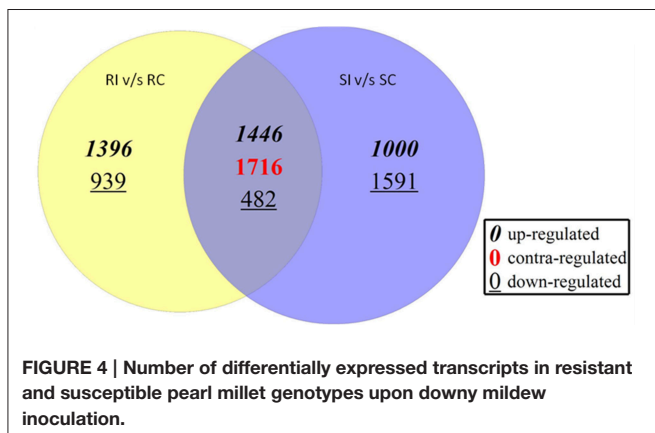 RI v/s RC
SI v/s SC
1396
939
1446
1716
482
1000
1591
0 up-regulated
0 contra-regulated
0 down-regulated
FIGURE 4 | Number of differentially expressed transcripts in resistant
and susceptible pearl millet genotypes upon downy mildew
inoculation.